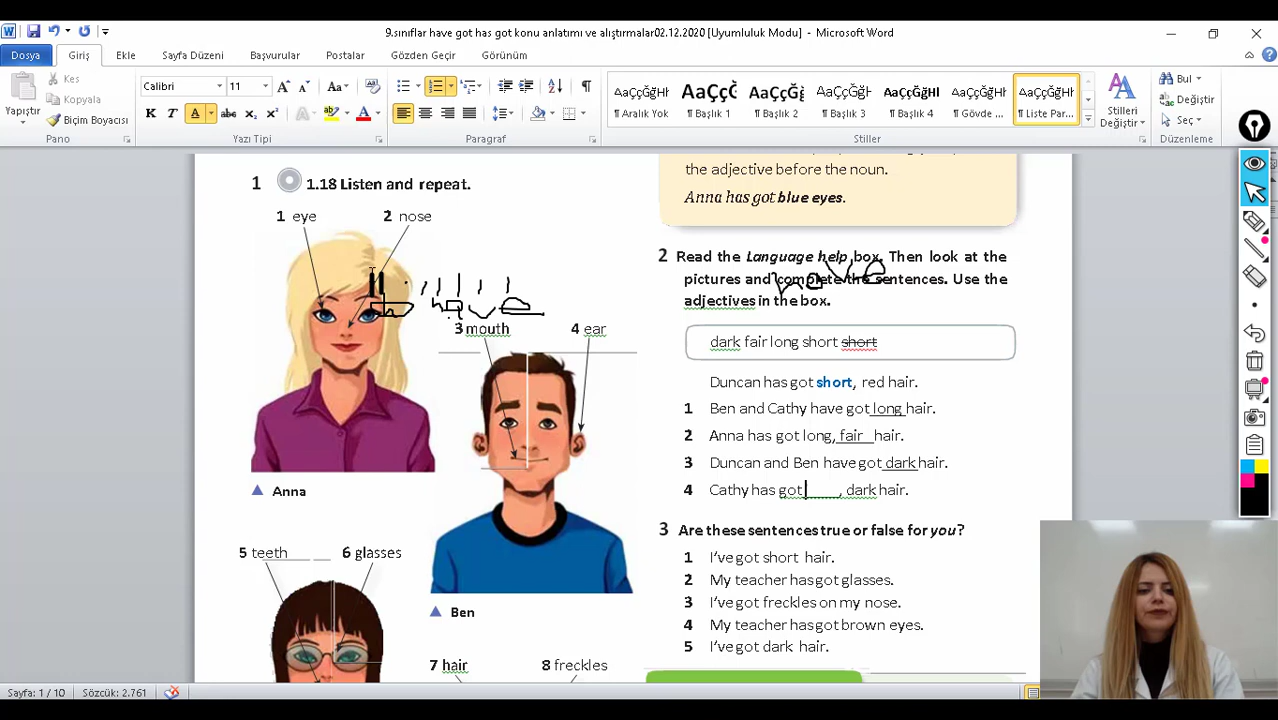 9.sınıflar have got has got konu anlatımı ve alıştırmalar02.12.2020 [Uyumluluk Modu] - Microsoft Word
Dosya Giriş Ekle Sayfa Düzeni Başvurular Postalar Gözden Geçir Görünüm
Yapıştır
Kes
Kopyala
Biçim Boyacısı
Calibri 11
AaÇçĞğHl ¶ Aralık Yok
AaÇçĞ ¶ Başlık 1
AaÇçĞğ ¶ Başlık 2
AaÇçĞğH ¶ Başlık 3
AaÇçĞğHI ¶ Başlık 4
AaÇçĞğHl ¶ Gövde ...
AaÇçĞğHl ¶ Liste Par...
Stilleri Değiştir
Bul
Değiştir
Seç
Pano Yazı Tipi Paragraf Stiller Düzenleme
1 1.18 Listen and repeat.
1 eye 2 nose
have
3 mouth 4 ear
Anna
5 teeth 6 glasses
Ben
7 hair 8 freckles
the adjective before the noun.
Anna has got blue eyes.
2 Read the Language help box. Then look at the
pictures and complete the sentences. Use the
adjectives in the box.
have
dark fair long short short
Duncan has got short, red hair.
1 Ben and Cathy have got long hair.
2 Anna has got long, fair hair.
3 Duncan and Ben have got dark hair.
4 Cathy has got _____, dark hair.
3 Are these sentences true or false for you?
1 I've got short hair.
2 My teacher has got glasses.
3 I've got freckles on my nose.
4 My teacher has got brown eyes.
5 I've got dark hair.
Sayfa: 1 / 10 Sözcük: 2.761